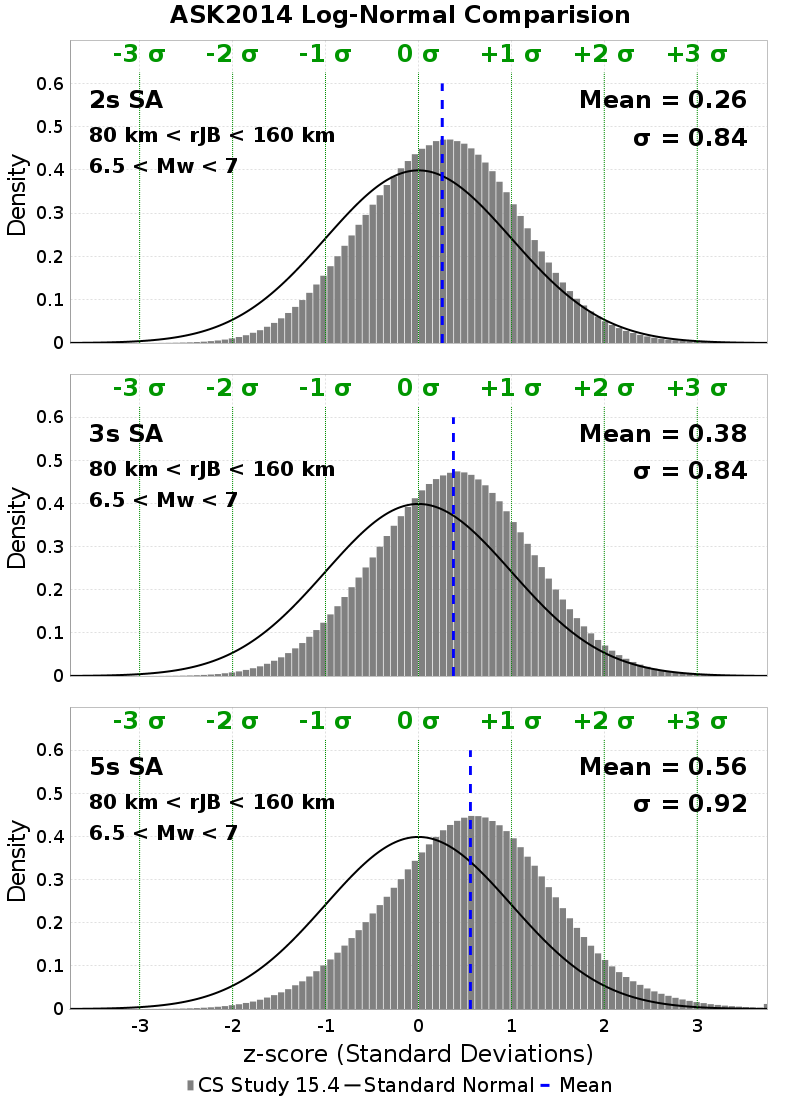 ASK2014 Log-Normal Comparision
-3 σ -2 σ -1 σ 0 σ +1 σ +2 σ +3 σ
0.6
2s SA Mean = 0.26
0.5
80 km < rJB < 160 km σ = 0.84
6.5 < Mw < 7
0.4
Density
0.3
0.2
0.1
0
-3 σ -2 σ -1 σ 0 σ +1 σ +2 σ +3 σ
0.6
3s SA Mean = 0.38
0.5
80 km < rJB < 160 km σ = 0.84
6.5 < Mw < 7
0.4
Density
0.3
0.2
0.1
0
-3 σ -2 σ -1 σ 0 σ +1 σ +2 σ +3 σ
0.6
5s SA Mean = 0.56
0.5
80 km < rJB < 160 km σ = 0.92
6.5 < Mw < 7
0.4
Density
0.3
0.2
0.1
0
-3 -2 -1 0 1 2 3
z-score (Standard Deviations)
CS Study 15.4 Standard Normal Mean